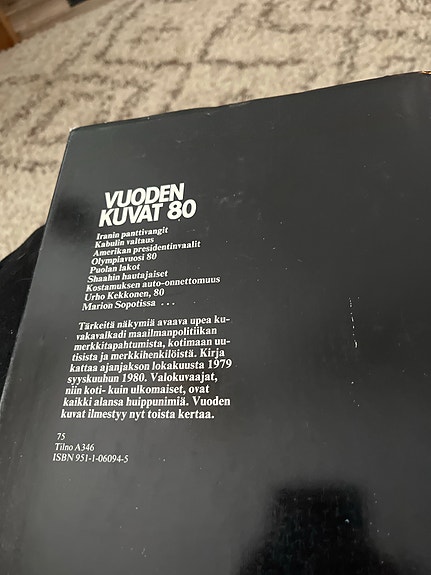 VUODEN
KUVAT 80
Iranin panttivangit
Kabulin valtaus
Amerikan presidentinvaalit
Olympiavuosi 80
Puolan lakot
Shaahin hautajaiset
Kostamuksen auto-onnettomuus
Urho Kekkonen, 80
Marion Sopotissa . . .
Tärkeitä näkymiä avaava upea ku-
vakavalkadi maailmanpolitiikan
merkkitapahtumista, kotimaan uu-
tisista ja merkkihenkilöistä. Kirja
kattaa ajanjakson lokakuusta 1979
syyskuuhun 1980. Valokuvaajat,
niin koti- kuin ulkomaiset, ovat
kaikki alansa huippunimiä. Vuoden
kuvat ilmestyy nyt toista kertaa.
75
Tilno A346
ISBN 951-1-06094-5